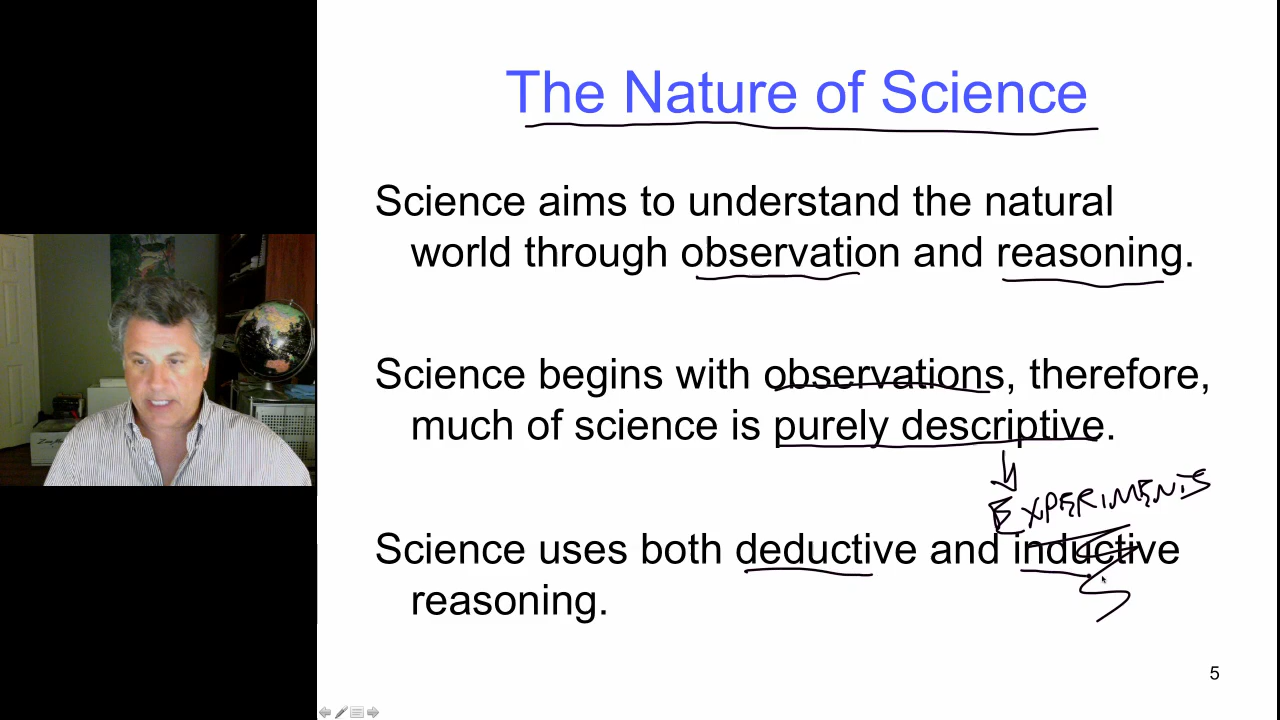 The Nature of Science
Science aims to understand the natural
world through observation and reasoning.
Science begins with observations, therefore,
much of science is purely descriptive.
EXPERIMENTS
Science uses both deductive and inductive
reasoning.
5